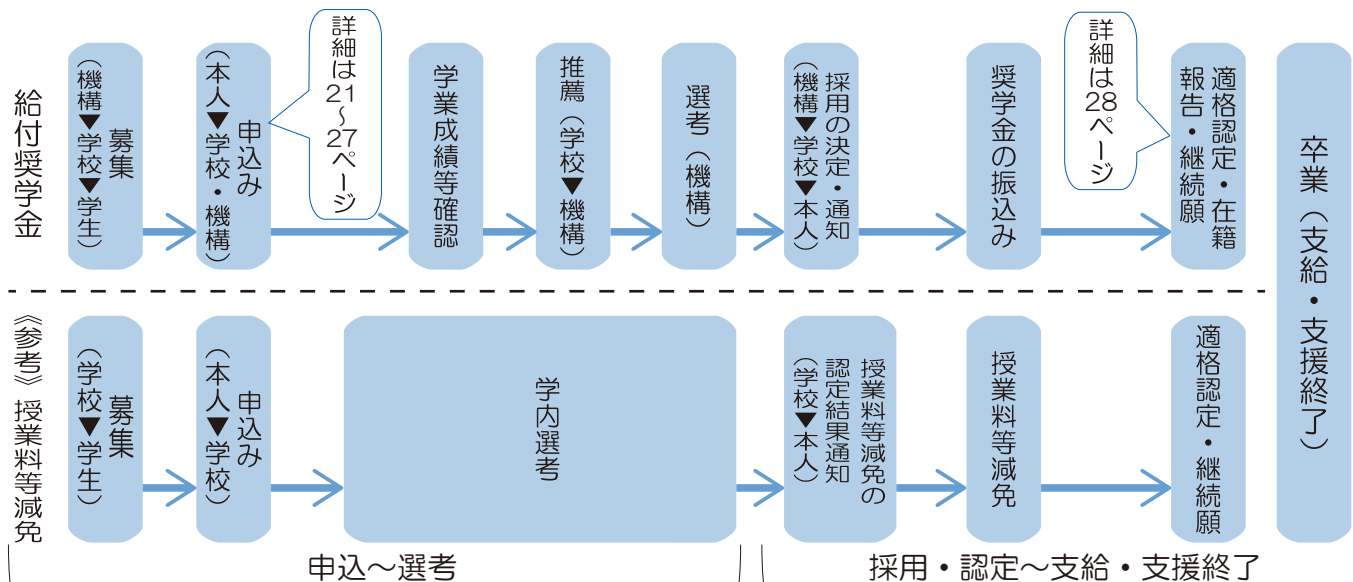 給付奨学金
募集
(機構▶学校▶学生)
申込み
(本人▶学校・機構)
詳細は
21~27ページ
学業成績等確認
推薦(学校▶機構)
選考(機構)
採用の決定・通知
(機構▶学校▶本人)
奨学金の振込み
詳細は
28ページ
適格認定・在籍
報告・継続願
卒業(支給・支援終了)
《参考》授業料等減免
募集
(学校▶学生)
申込み
(本人▶学校)
学内選考
授業料等減免の
認定結果通知
(学校▶本人)
授業料等減免
適格認定・継続願
申込~選考
採用・認定~支給・支援終了